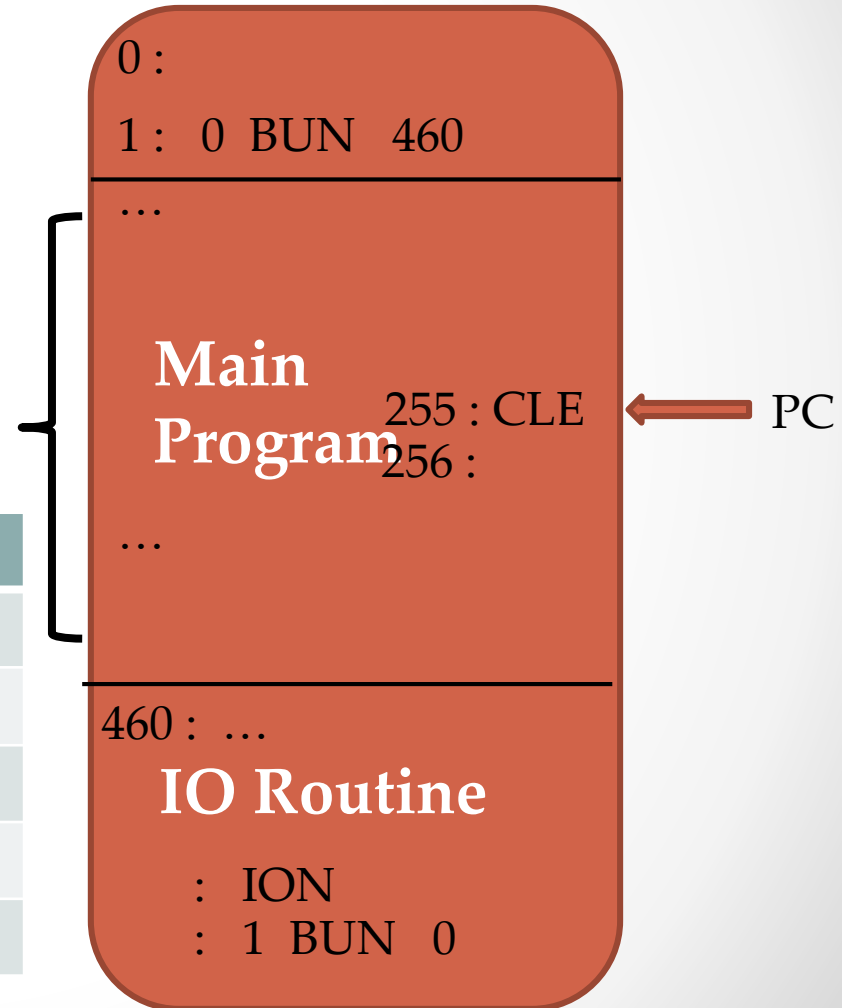 0 :
1 : 0 BUN 460
…
Main
Program
255 : CLE
256 :
PC
…
460 : …
IO Routine
: ION
: 1 BUN 0